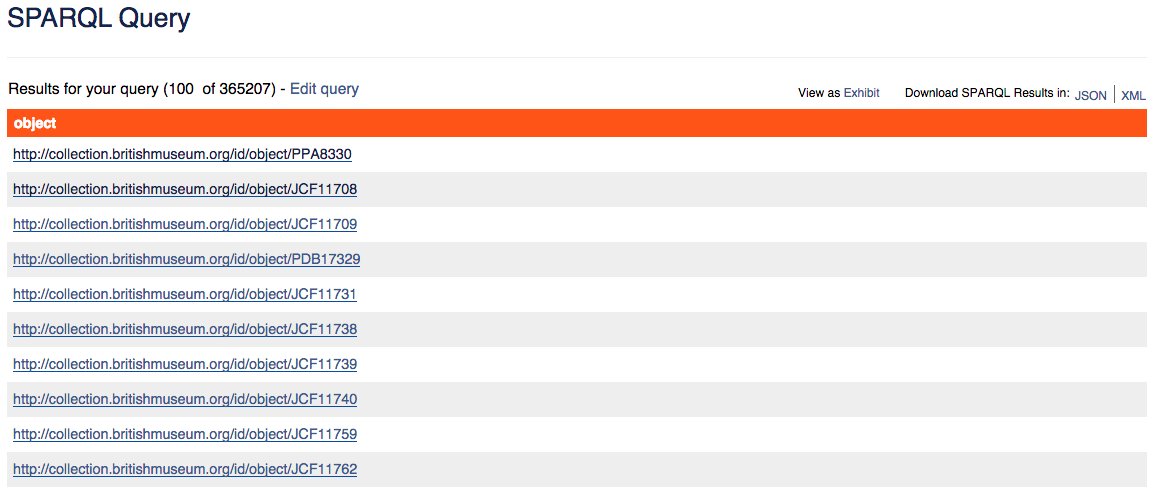 SPARQL Query
Results for your query (100 of 365207) - Edit query View as Exhibit Download SPARQL Results in: JSON | XML
object
http://collection.britishmuseum.org/id/object/PPA8330
http://collection.britishmuseum.org/id/object/JCF11708
http://collection.britishmuseum.org/id/object/JCF11709
http://collection.britishmuseum.org/id/object/PDB17329
http://collection.britishmuseum.org/id/object/JCF11731
http://collection.britishmuseum.org/id/object/JCF11738
http://collection.britishmuseum.org/id/object/JCF11739
http://collection.britishmuseum.org/id/object/JCF11740
http://collection.britishmuseum.org/id/object/JCF11759
http://collection.britishmuseum.org/id/object/JCF11762